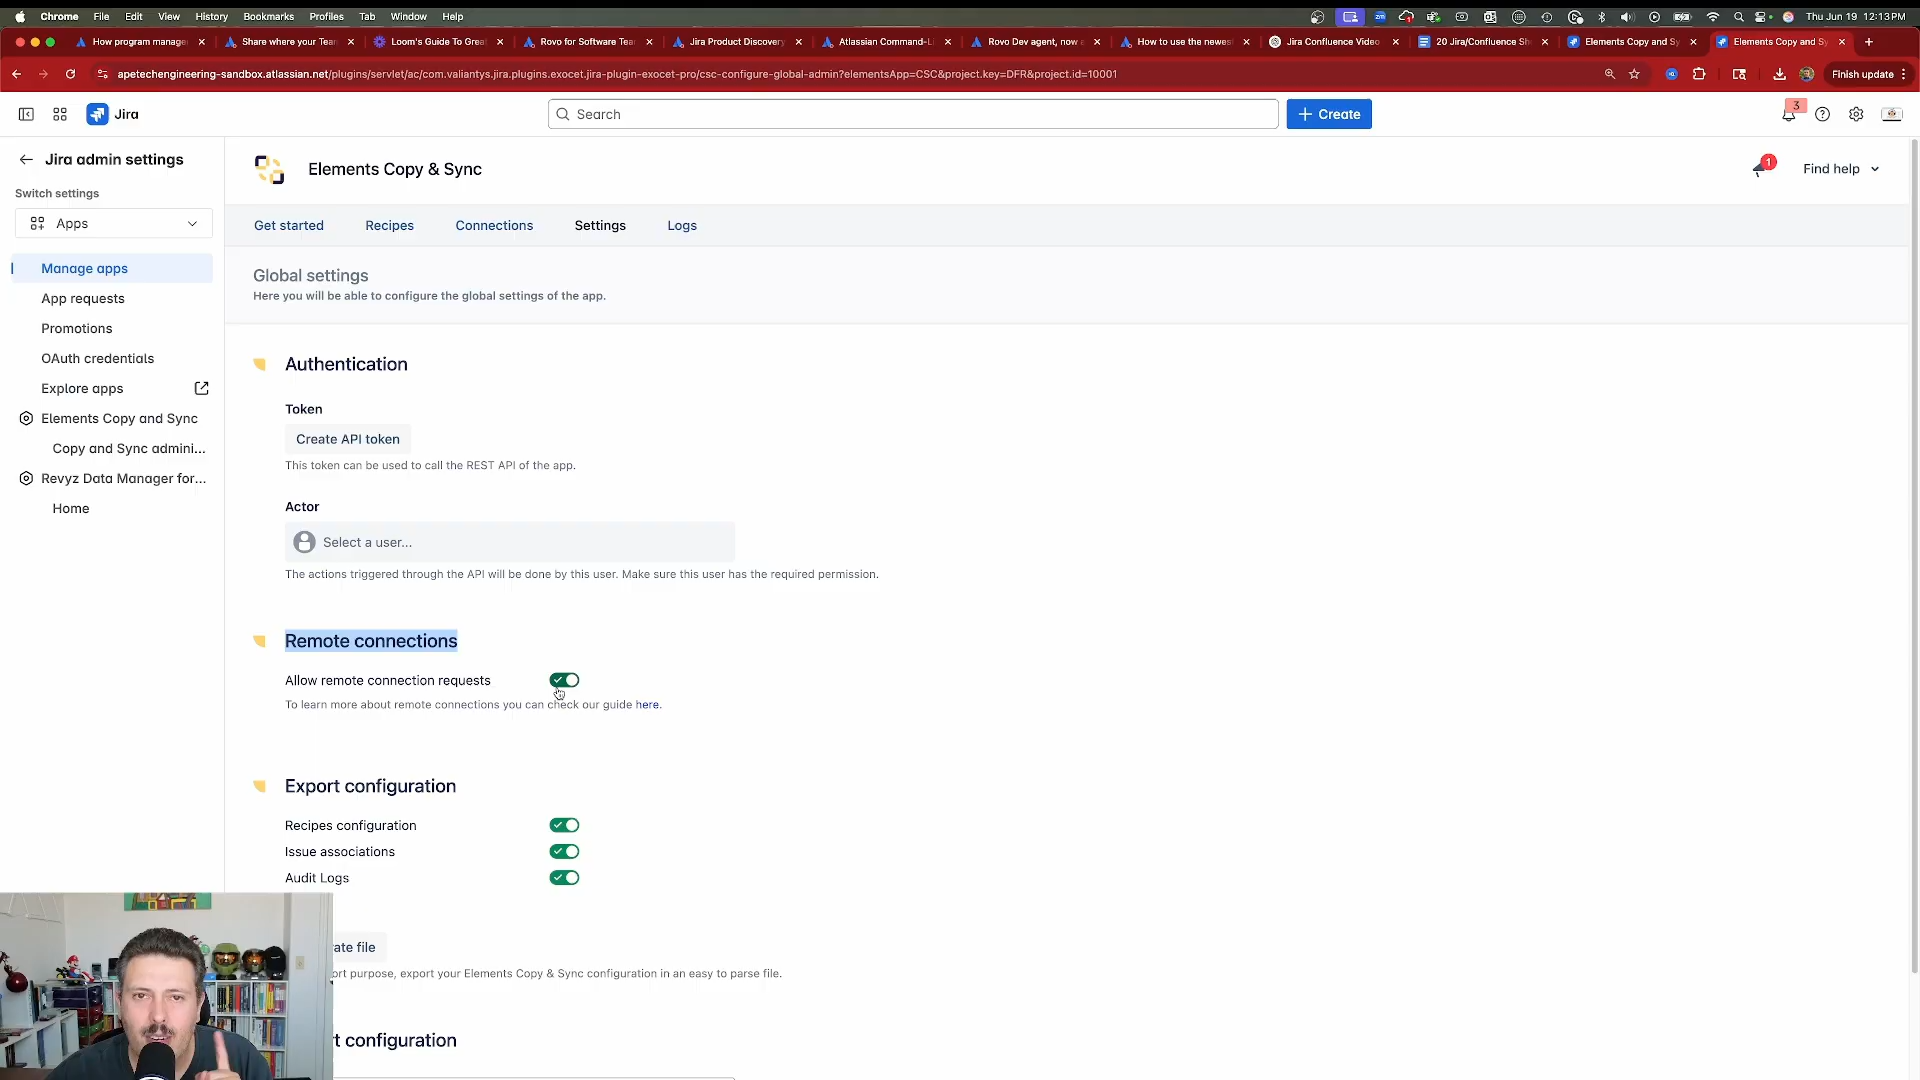 Chrome File Edit View History Bookmarks Profiles Tab Window Help
Thu Jun 19 12:13 PM
How program manage
Share where your Tea
Loom's Guide To Grea
Rovo for Software Tea
Jira Product Discovery
Atlassian Command-L
Rovo Dev agent, now
How to use the newes
Jira Confluence Video
20 Jira/Confluence Sh
Elements Copy and Sy
Elements Copy and Sy
apetechengineering-sandbox.atlassian.net/plugins/servlet/ac/com.valiantys.jira.plugins.exocet.jira-plugin-exocet-pro/csc-configure-global-admin?elementsApp=CSC&project.key=DFR&project.id=10001
Finish update
Jira
Search
Create
3
Jira admin settings
Switch settings
Apps
Manage apps
App requests
Promotions
OAuth credentials
Explore apps
Elements Copy and Sync
Copy and Sync admini...
Revyz Data Manager for...
Home
Elements Copy & Sync
1
Find help
Get started Recipes Connections Settings Logs
Global settings
Here you will be able to configure the global settings of the app.
Authentication
Token
Create API token
This token can be used to call the REST API of the app.
Actor
Select a user...
The actions triggered through the API will be done by this user. Make sure this user has the required permission.
Remote connections
Allow remote connection requests
To learn more about remote connections you can check our guide here.
Export configuration
Recipes configuration
Issue associations
Audit Logs
ate file
ort purpose, export your Elements Copy & Sync configuration in an easy to parse file.
t configuration